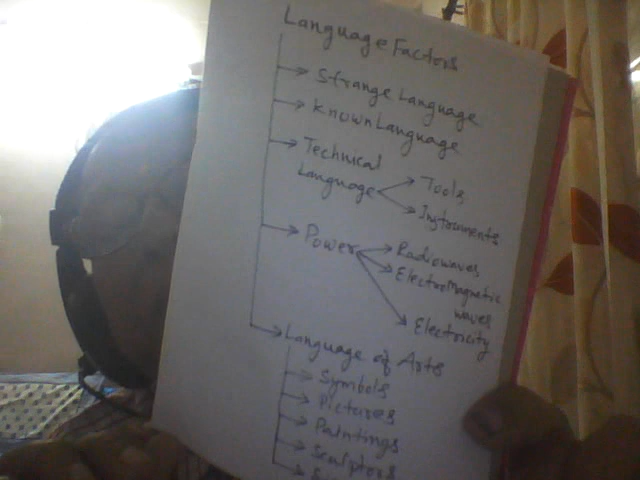 Language Factors
Strange Language
Known Language
Technical
Language
Tools
Instruments
Power
Radiowaves
ElectroMagnetic
waves
Electricity
Language of Arts
Symbols
Pictures
Paintings
Sculptors